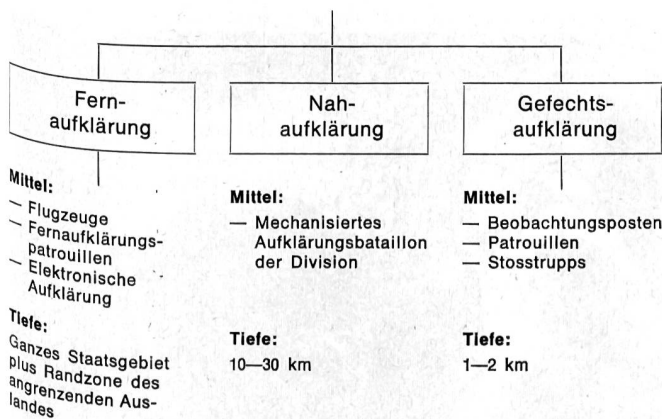 Fern-
aufklärung
Mittel:
— Flugzeuge
— Fernaufklärungs-
patrouillen
— Elektronische
Aufklärung
Tiefe:
Ganzes Staatsgebiet
plus Randzone des
angrenzenden Aus-
landes
Nah-
aufklärung
Mittel:
— Mechanisiertes
Aufklärungsbataillon
der Division
Tiefe:
10—30 km
Gefechts-
aufklärung
Mittel:
— Beobachtungsposten
— Patrouillen
— Stosstrupps
Tiefe:
1—2 km